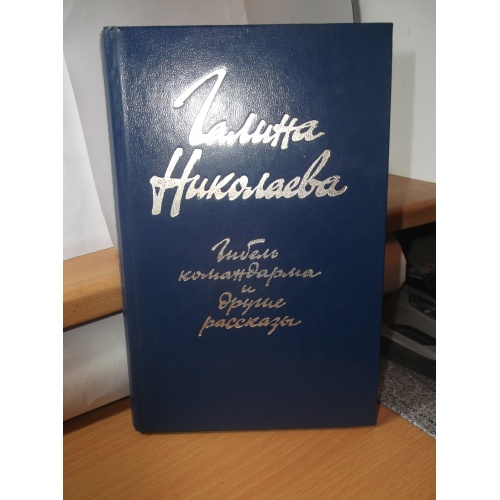 Галина
Николаева
Гибель
командарма
и
другие
рассказы